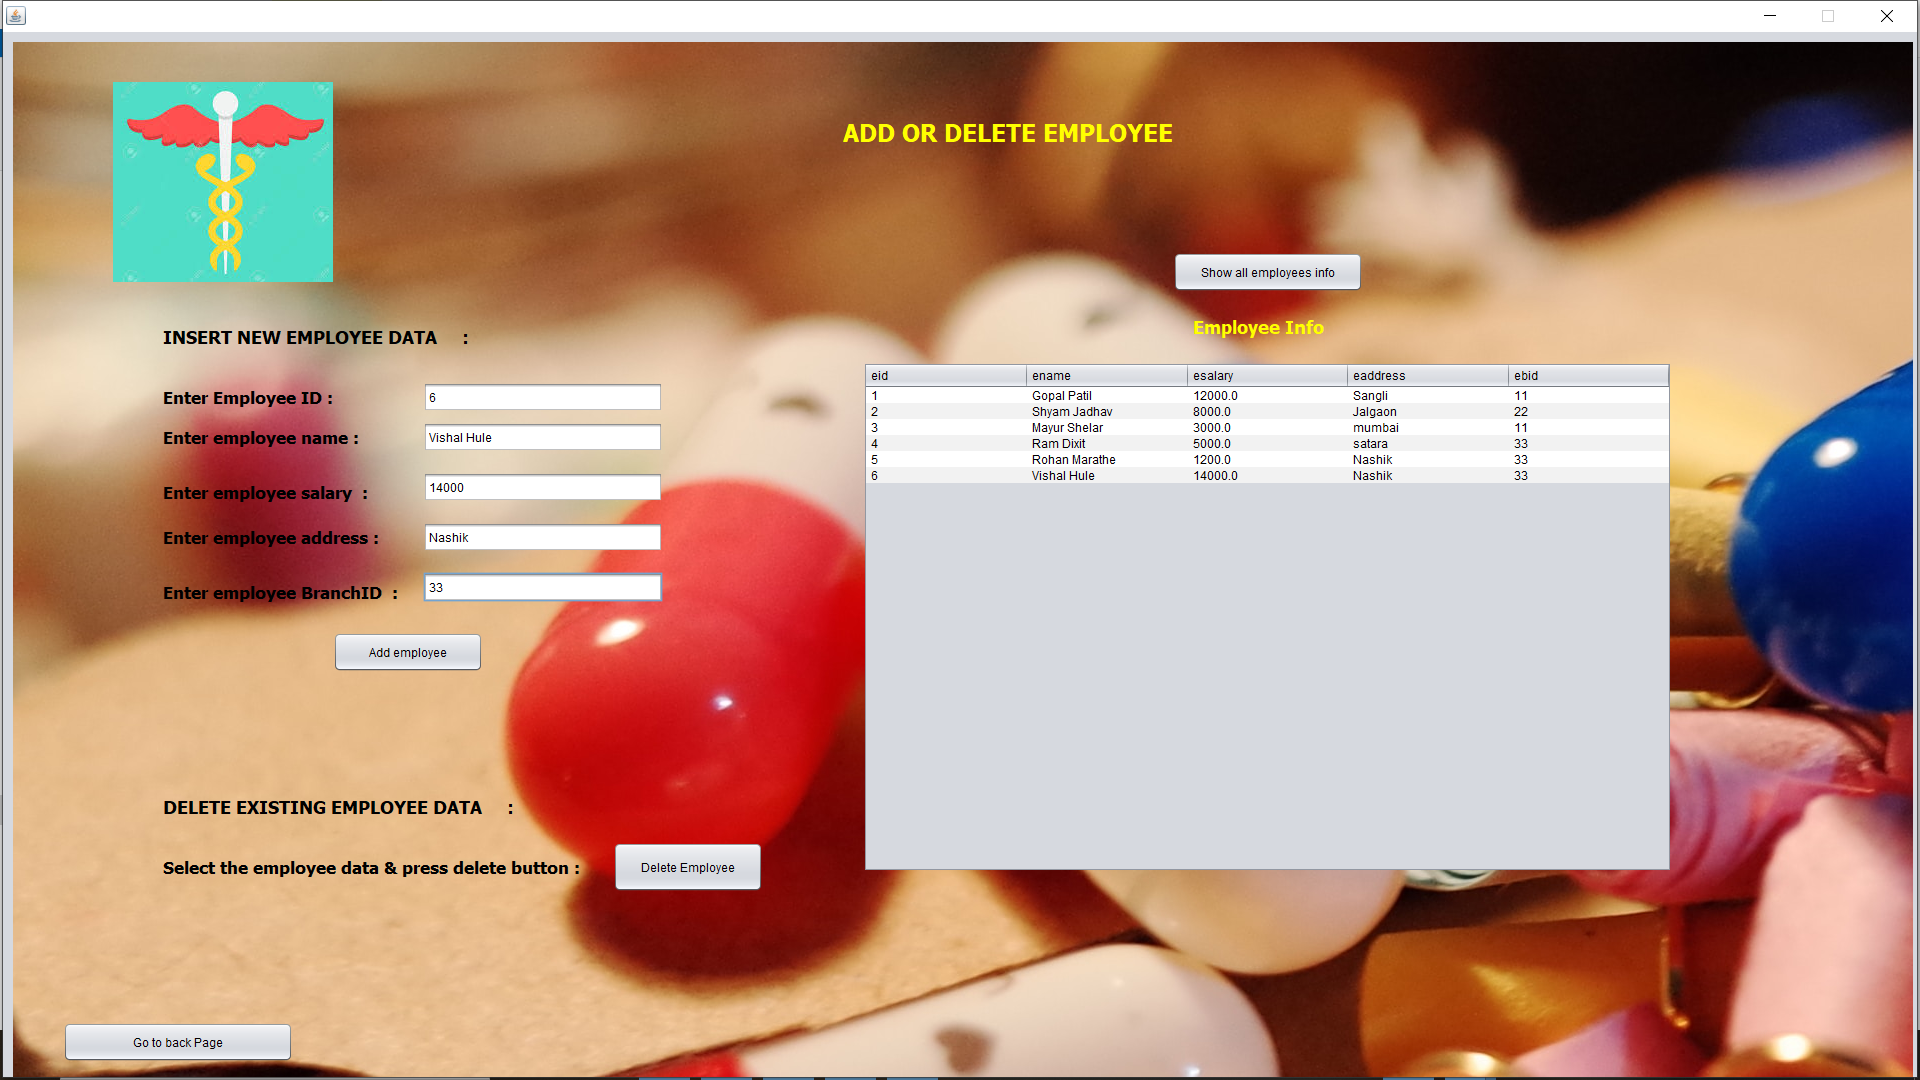 ADD OR DELETE EMPLOYEE
Show all employees info
Employee Info
INSERT NEW EMPLOYEE DATA :
Enter Employee ID : 6
Enter employee name : Vishal Hule
Enter employee salary : 14000
Enter employee address : Nashik
Enter employee BranchID : 33
Add employee
eid ename esalary eaddress ebid
1 Gopal Patil 12000.0 Sangli 11
2 Shyam Jadhav 8000.0 Jalgaon 22
3 Mayur Shelar 3000.0 mumbai 11
4 Ram Dixit 5000.0 satara 33
5 Rohan Marathe 1200.0 Nashik 33
6 Vishal Hule 14000.0 Nashik 33
DELETE EXISTING EMPLOYEE DATA :
Select the employee data & press delete button : Delete Employee
Go to back Page